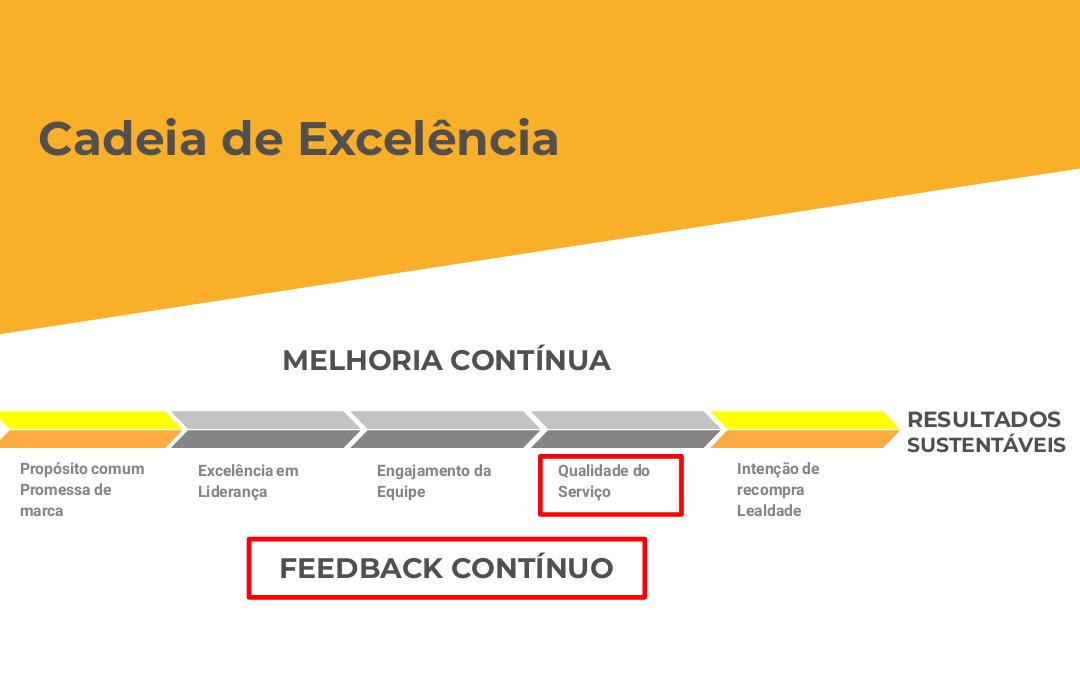 Cadeia de Excelência
MELHORIA CONTÍNUA
RESULTADOS
SUSTENTÁVEIS
Propósito comum
Promessa de
marca
Excelência em
Liderança
Engajamento da
Equipe
Qualidade do
Serviço
Intenção de
recompra
Lealdade
FEEDBACK CONTÍNUO